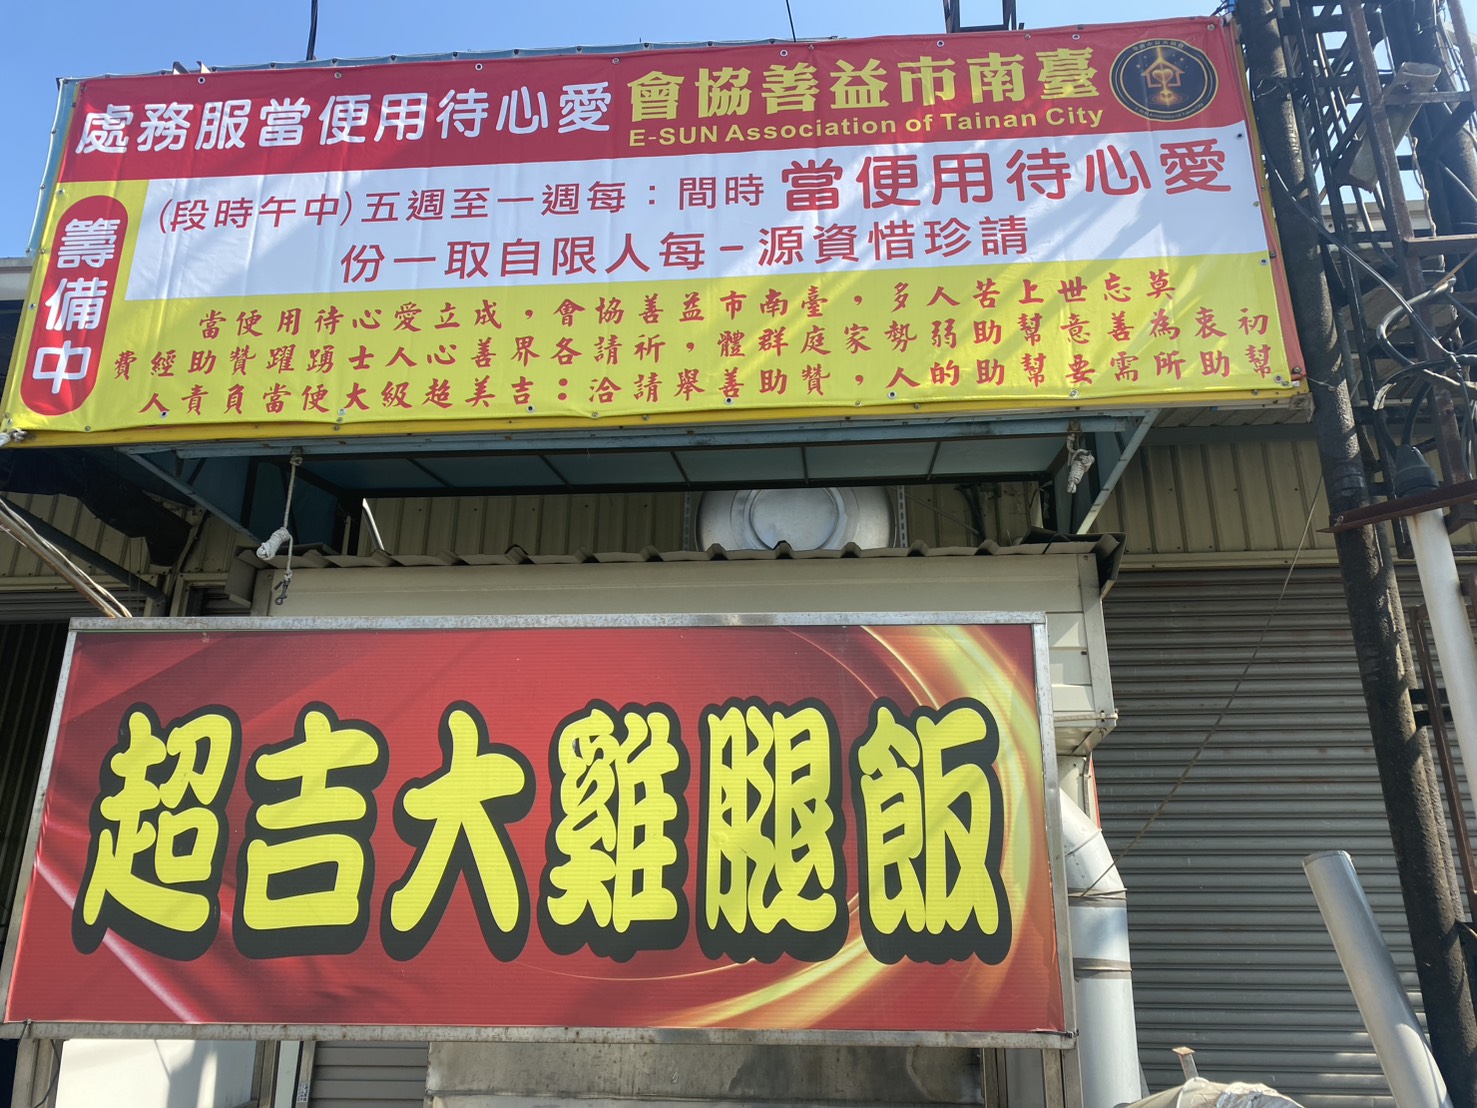 臺南市益善協會 愛心待用便當服務處
E-SUN Association of Tainan City
愛心待用便當 時間：每週一至週五(中午時段)
請珍惜資源－每人限自取一份
籌備中
莫忘世上苦人多，臺南市益善協會，成立愛心待用便當
初衷為善意幫助弱勢家庭群體，祈請各界善心人士踴躍贊助經費
幫助所需要幫助的人，贊助善舉請洽：吉美超級大便當負責人
超吉大雞腿飯